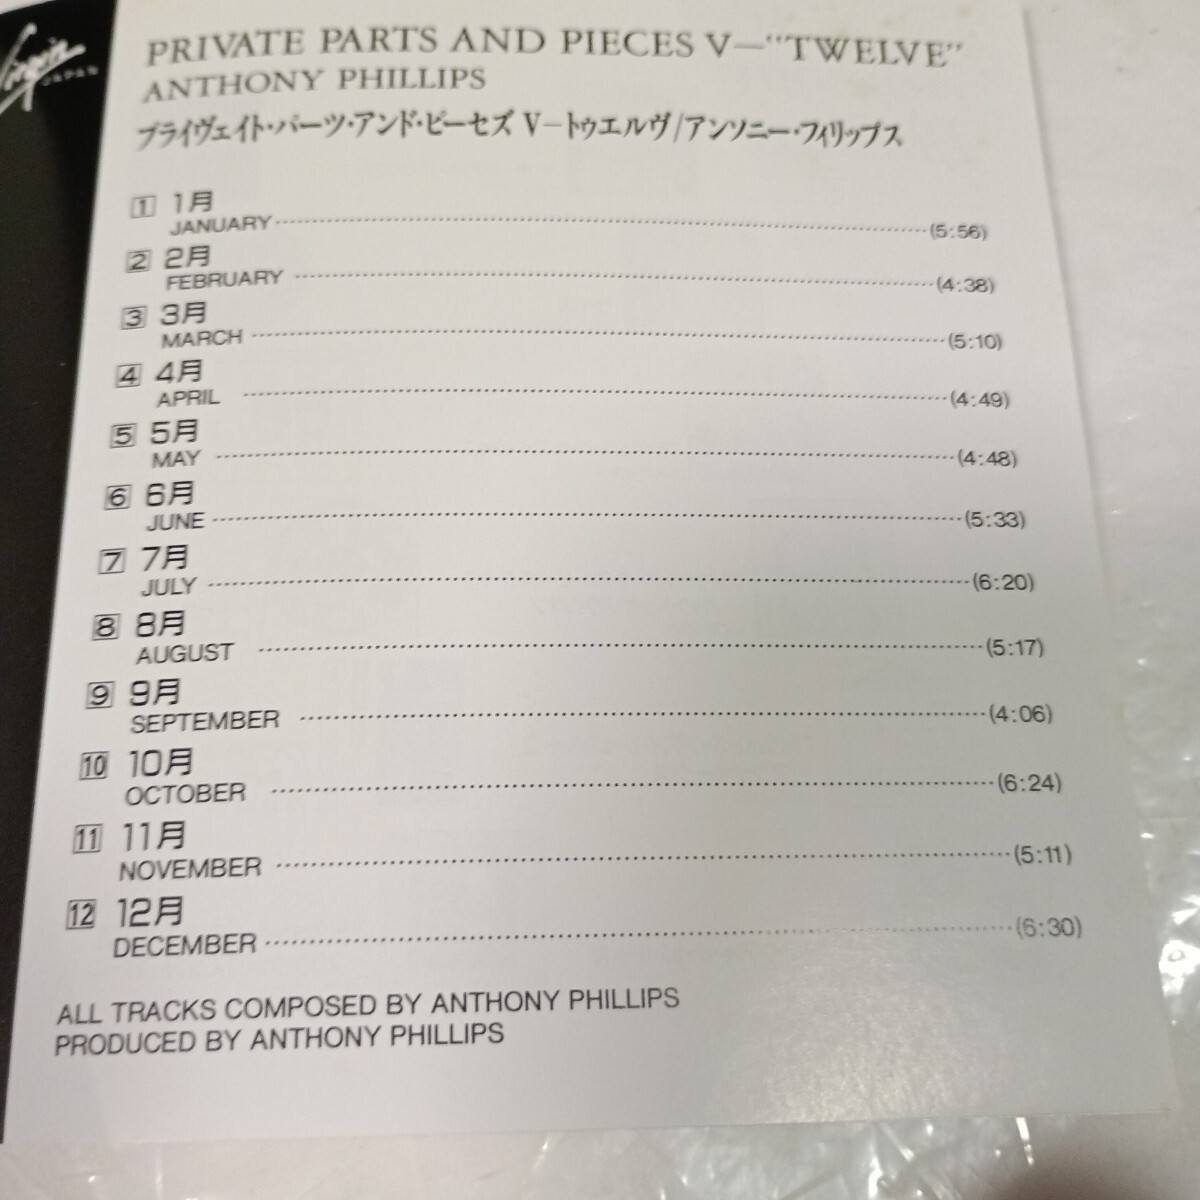 Virgin
JAPAN
PRIVATE PARTS AND PIECES V—"TWELVE"
ANTHONY PHILLIPS
プライヴェイト・パーツ・アンド・ピーセズ V－トゥエルヴ/アンソニー・フィリップス
1 1月
JANUARY (5:56)
2 2月
FEBRUARY (4:38)
3 3月
MARCH (5:10)
4 4月
APRIL (4:49)
5 5月
MAY (4:48)
6 6月
JUNE (5:33)
7 7月
JULY (6:20)
8 8月
AUGUST (5:17)
9 9月
SEPTEMBER (4:06)
10 10月
OCTOBER (6:24)
11 11月
NOVEMBER (5:11)
12 12月
DECEMBER (6:30)
ALL TRACKS COMPOSED BY ANTHONY PHILLIPS
PRODUCED BY ANTHONY PHILLIPS